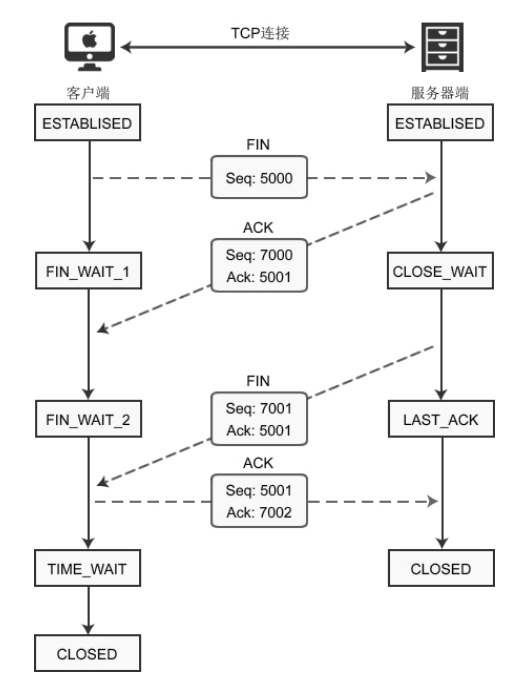 TCP连接
客户端
服务器端
ESTABLISED
ESTABLISED
FIN
Seq: 5000
ACK
Seq: 7000
Ack: 5001
FIN_WAIT_1
CLOSE_WAIT
FIN
Seq: 7001
Ack: 5001
FIN_WAIT_2
LAST_ACK
ACK
Seq: 5001
Ack: 7002
TIME_WAIT
CLOSED
CLOSED